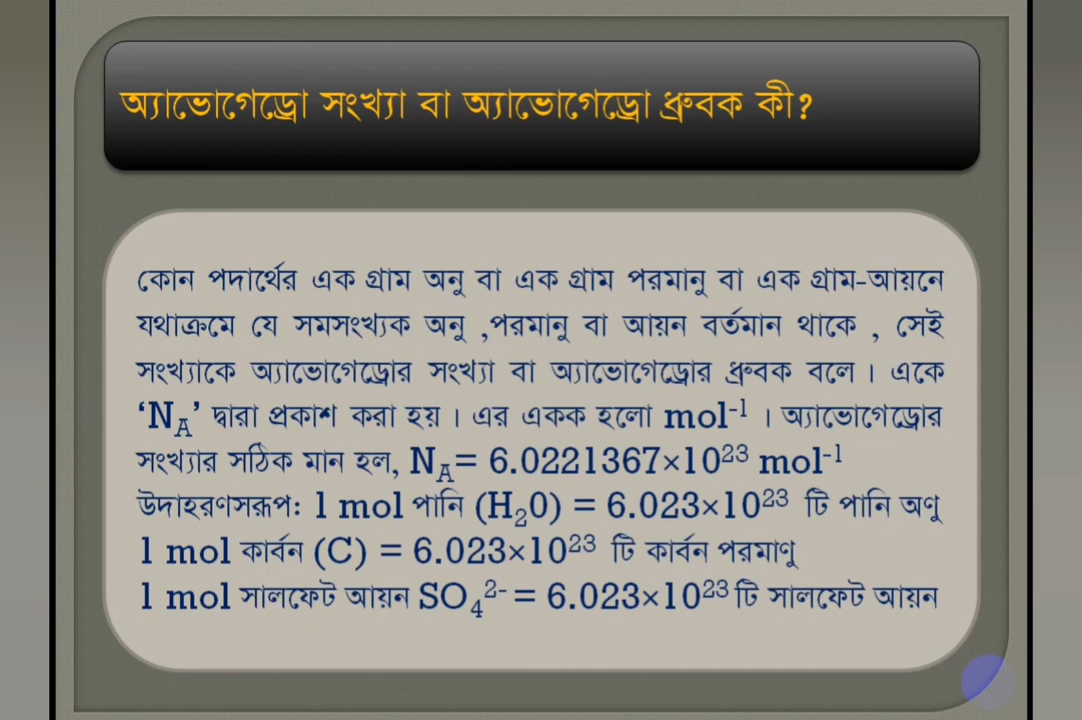 অ্যাভোগেড্রো সংখ্যা বা অ্যাভোগেড্রো ধ্রুবক কী?
কোন পদার্থের এক গ্রাম অনু বা এক গ্রাম পরমানু বা এক গ্রাম-আয়নে
যথাক্রমে যে সমসংখ্যক অনু ,পরমানু বা আয়ন বর্তমান থাকে , সেই
সংখ্যাকে অ্যাভোগেড্রোর সংখ্যা বা অ্যাভোগেড্রোর ধ্রুবক বলে । একে
‘N_A’ দ্বারা প্রকাশ করা হয় । এর একক হলো mol⁻¹ । অ্যাভোগেড্রোর
সংখ্যার সঠিক মান হল, N_A= 6.0221367×10²³ mol⁻¹
উদাহরণসরূপ: 1 mol পানি (H₂0) = 6.023×10²³ টি পানি অণু
1 mol কার্বন (C) = 6.023×10²³ টি কার্বন পরমাণু
1 mol সালফেট আয়ন SO₄²⁻ = 6.023×10²³ টি সালফেট আয়ন